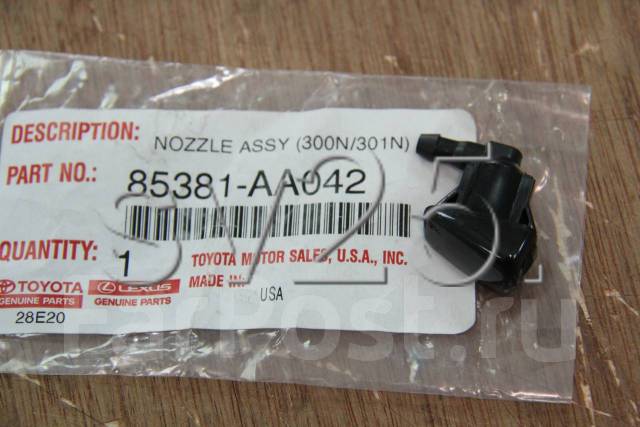 DESCRIPTION: NOZZLE ASSY (300N/301N)
PART NO.: 85381-AA042
QUANTITY: 1
TOYOTA MOTOR SALES, U.S.A., INC.
MADE IN USA
TOYOTA GENUINE PARTS
LEXUS GENUINE PARTS
28E20
sv25t
FarPost.ru